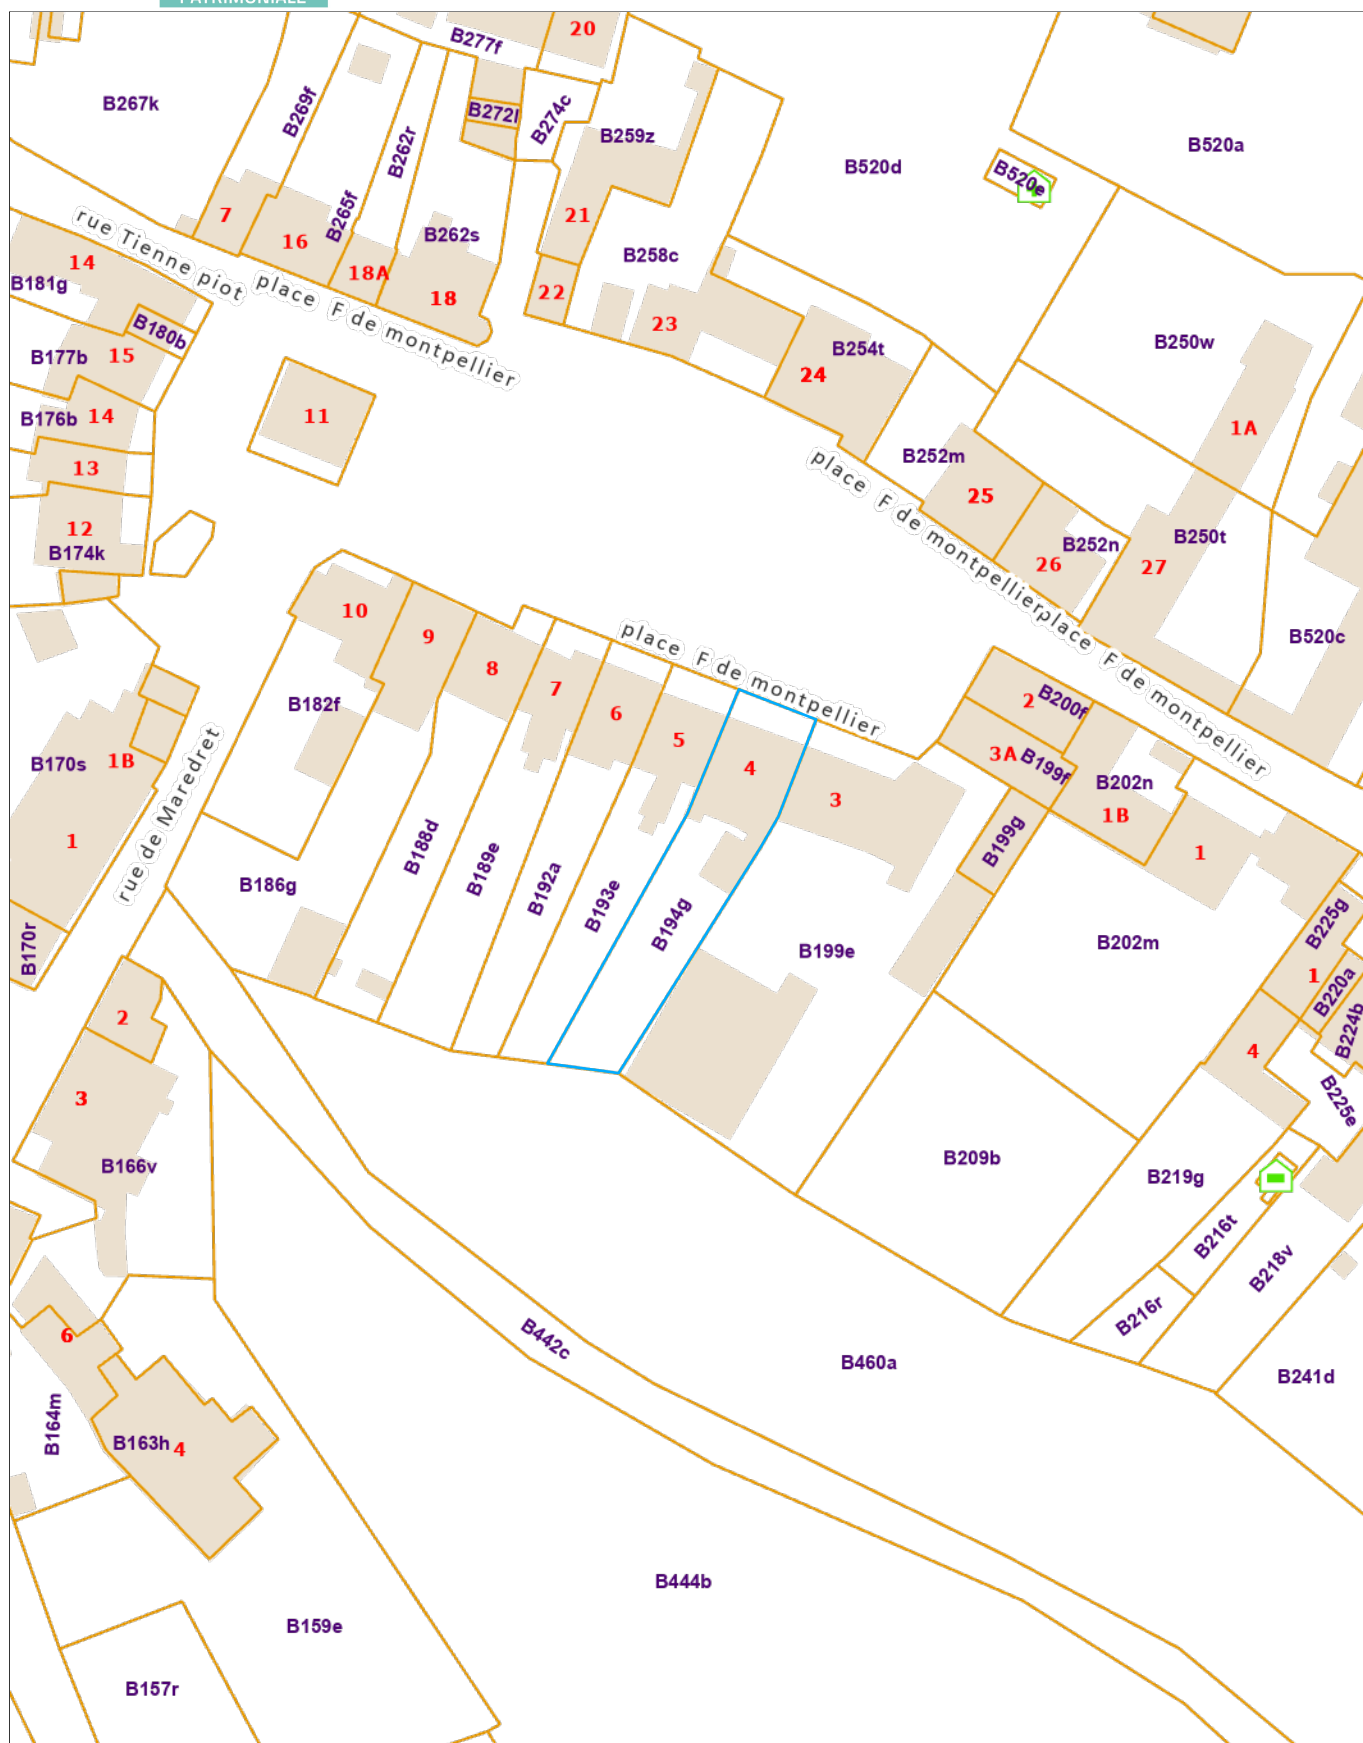 PATRIMONIALE
20
B277f
B267k
B269f
B272l
B274c
B262r
B259z
B520d
B520a
B520e
7
16
B265f
18A
B262s
18
21
22
B258c
23
rue Tienne piot
place F de montpellier
14
B181g
B180b
B177b
15
B176b
14
13
12
B174k
11
B254t
24
B250w
1A
B252m
25
place F de montpellier
B252n
26
27
B250t
B520c
place F de montpellier
10
9
8
7
6
5
4
3
place F de montpellier
2
B200f
3A
B199f
B202n
1B
1
B182f
B170s
1B
1
rue de Maredret
B170r
B186g
B188d
B189e
B192a
B193e
B194g
B199e
B199g
B202m
B225g
1
B220a
B224b
4
B225e
2
3
B166v
B209b
B219g
B216t
B218v
B216r
B241d
6
B164m
B163h
4
B442c
B460a
B444b
B159e
B157r